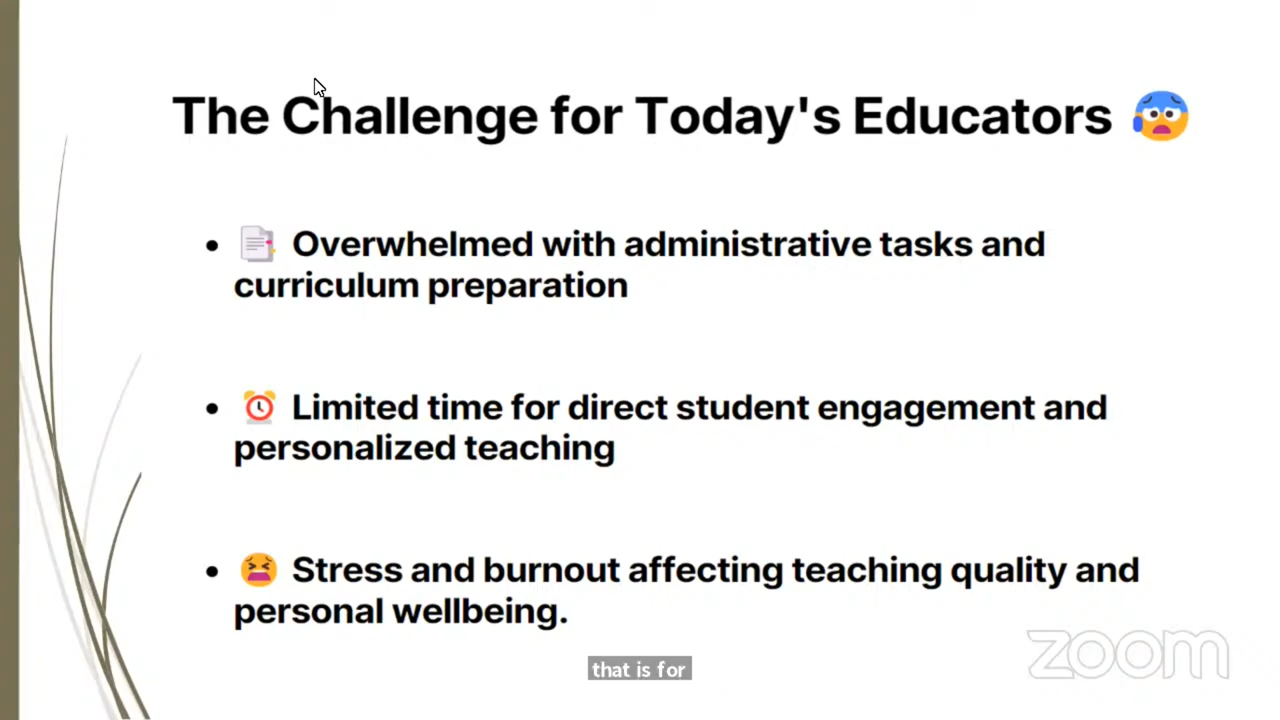 The Challenge for Today's Educators 😰
• 📑 Overwhelmed with administrative tasks and
curriculum preparation
• ⏰ Limited time for direct student engagement and
personalized teaching
• 😫 Stress and burnout affecting teaching quality and
personal wellbeing.
that is for
zoom